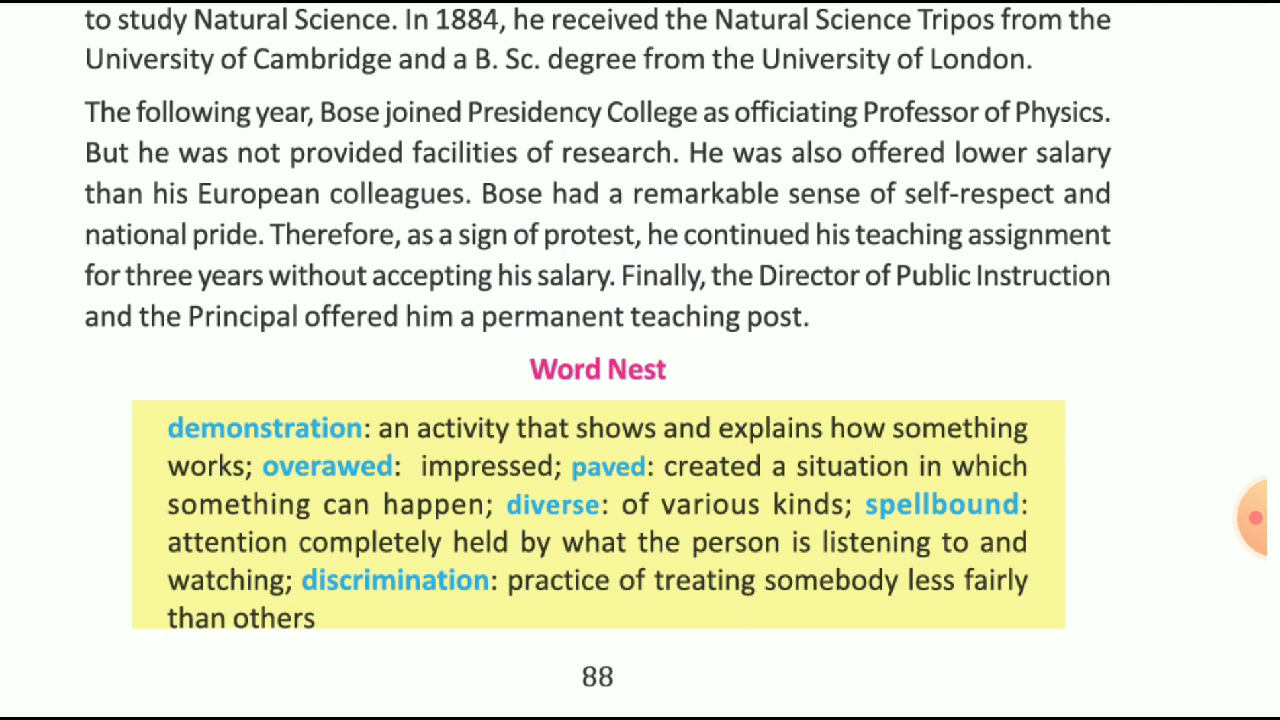 to study Natural Science. In 1884, he received the Natural Science Tripos from the
University of Cambridge and a B. Sc. degree from the University of London.
The following year, Bose joined Presidency College as officiating Professor of Physics.
But he was not provided facilities of research. He was also offered lower salary
than his European colleagues. Bose had a remarkable sense of self-respect and
national pride. Therefore, as a sign of protest, he continued his teaching assignment
for three years without accepting his salary. Finally, the Director of Public Instruction
and the Principal offered him a permanent teaching post.
Word Nest
demonstration: an activity that shows and explains how something
works; overawed: impressed; paved: created a situation in which
something can happen; diverse: of various kinds; spellbound:
attention completely held by what the person is listening to and
watching; discrimination: practice of treating somebody less fairly
than others
88